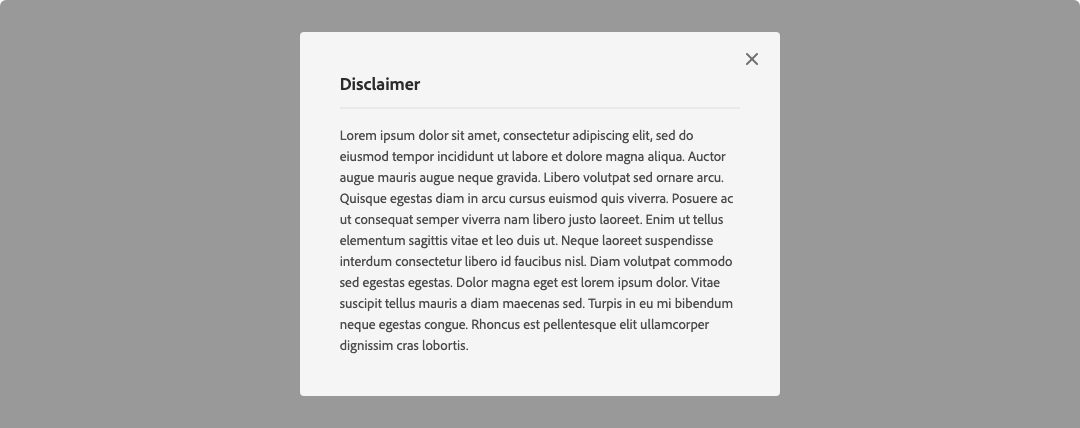 Disclaimer
Lorem ipsum dolor sit amet, consectetur adipiscing elit, sed do
eiusmod tempor incididunt ut labore et dolore magna aliqua. Auctor
augue mauris augue neque gravida. Libero volutpat sed ornare arcu.
Quisque egestas diam in arcu cursus euismod quis viverra. Posuere ac
ut consequat semper viverra nam libero justo laoreet. Enim ut tellus
elementum sagittis vitae et leo duis ut. Neque laoreet suspendisse
interdum consectetur libero id faucibus nisl. Diam volutpat commodo
sed egestas egestas. Dolor magna eget est lorem ipsum dolor. Vitae
suscipit tellus mauris a diam maecenas sed. Turpis in eu mi bibendum
neque egestas congue. Rhoncus est pellentesque elit ullamcorper
dignissim cras lobortis.